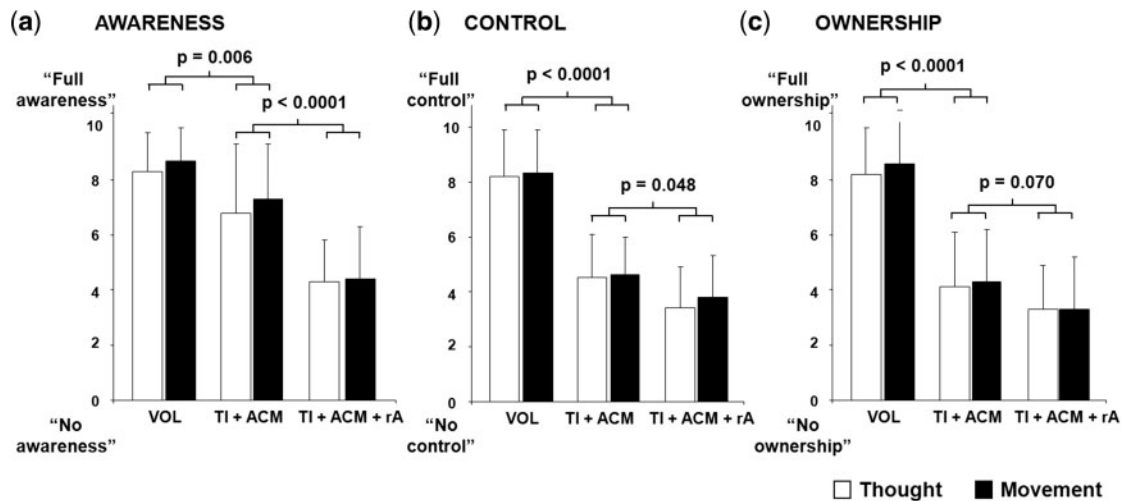 (a) AWARENESS
p = 0.006
“Full awareness”
p < 0.0001
10
8
6
4
2
0
VOL TI + ACM TI + ACM + rA
“No awareness”
(b) CONTROL
“Full control”
p < 0.0001
p = 0.048
10
8
6
4
2
0
VOL TI + ACM TI + ACM + rA
“No control”
(c) OWNERSHIP
“Full ownership”
p < 0.0001
p = 0.070
10
8
6
4
2
0
VOL TI + ACM TI + ACM + rA
“No ownership”
Thought Movement